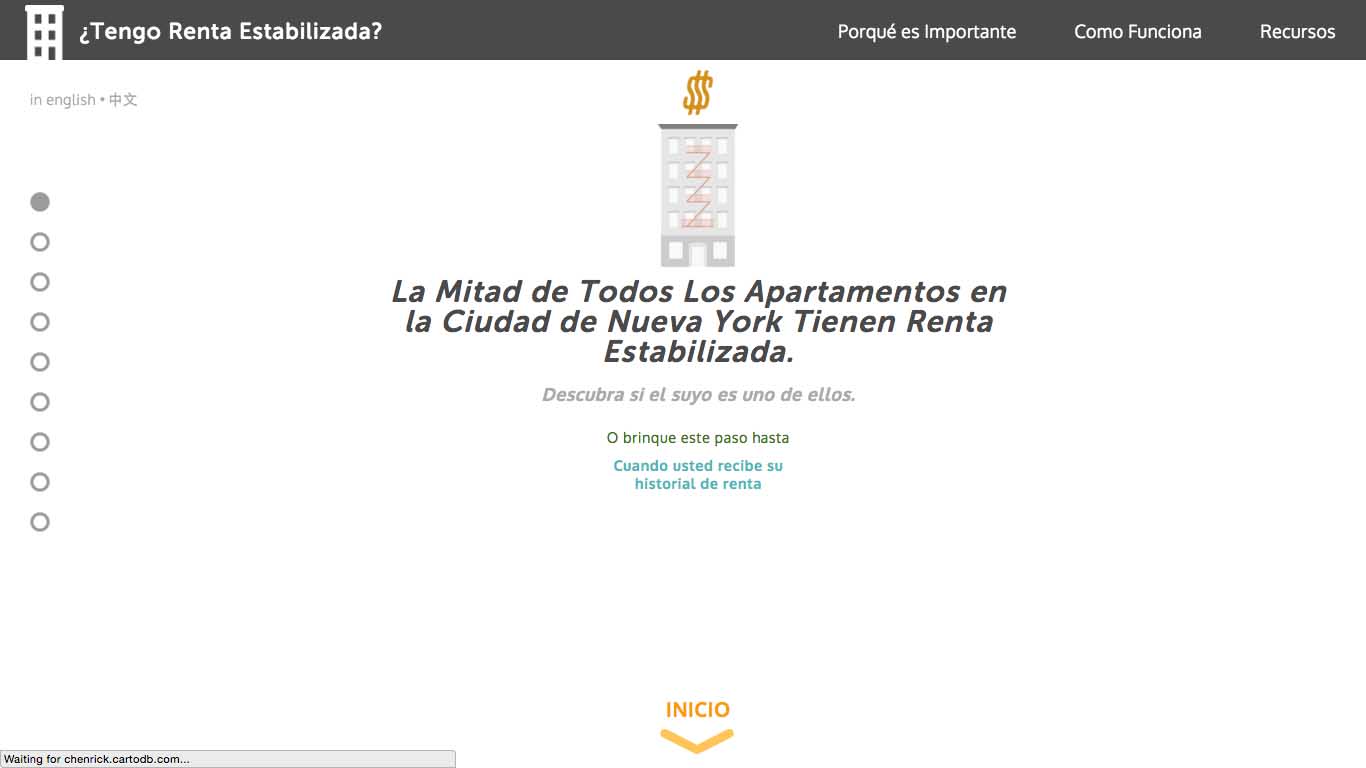 ¿Tengo Renta Estabilizada?
Porqué es Importante
Como Funciona
Recursos
in english • 中文
$$$
La Mitad de Todos Los Apartamentos en
la Ciudad de Nueva York Tienen Renta
Estabilizada.
Descubra si el suyo es uno de ellos.
O brinque este paso hasta
Cuando usted recibe su
historial de renta
INICIO
Waiting for chenrick.cartodb.com...